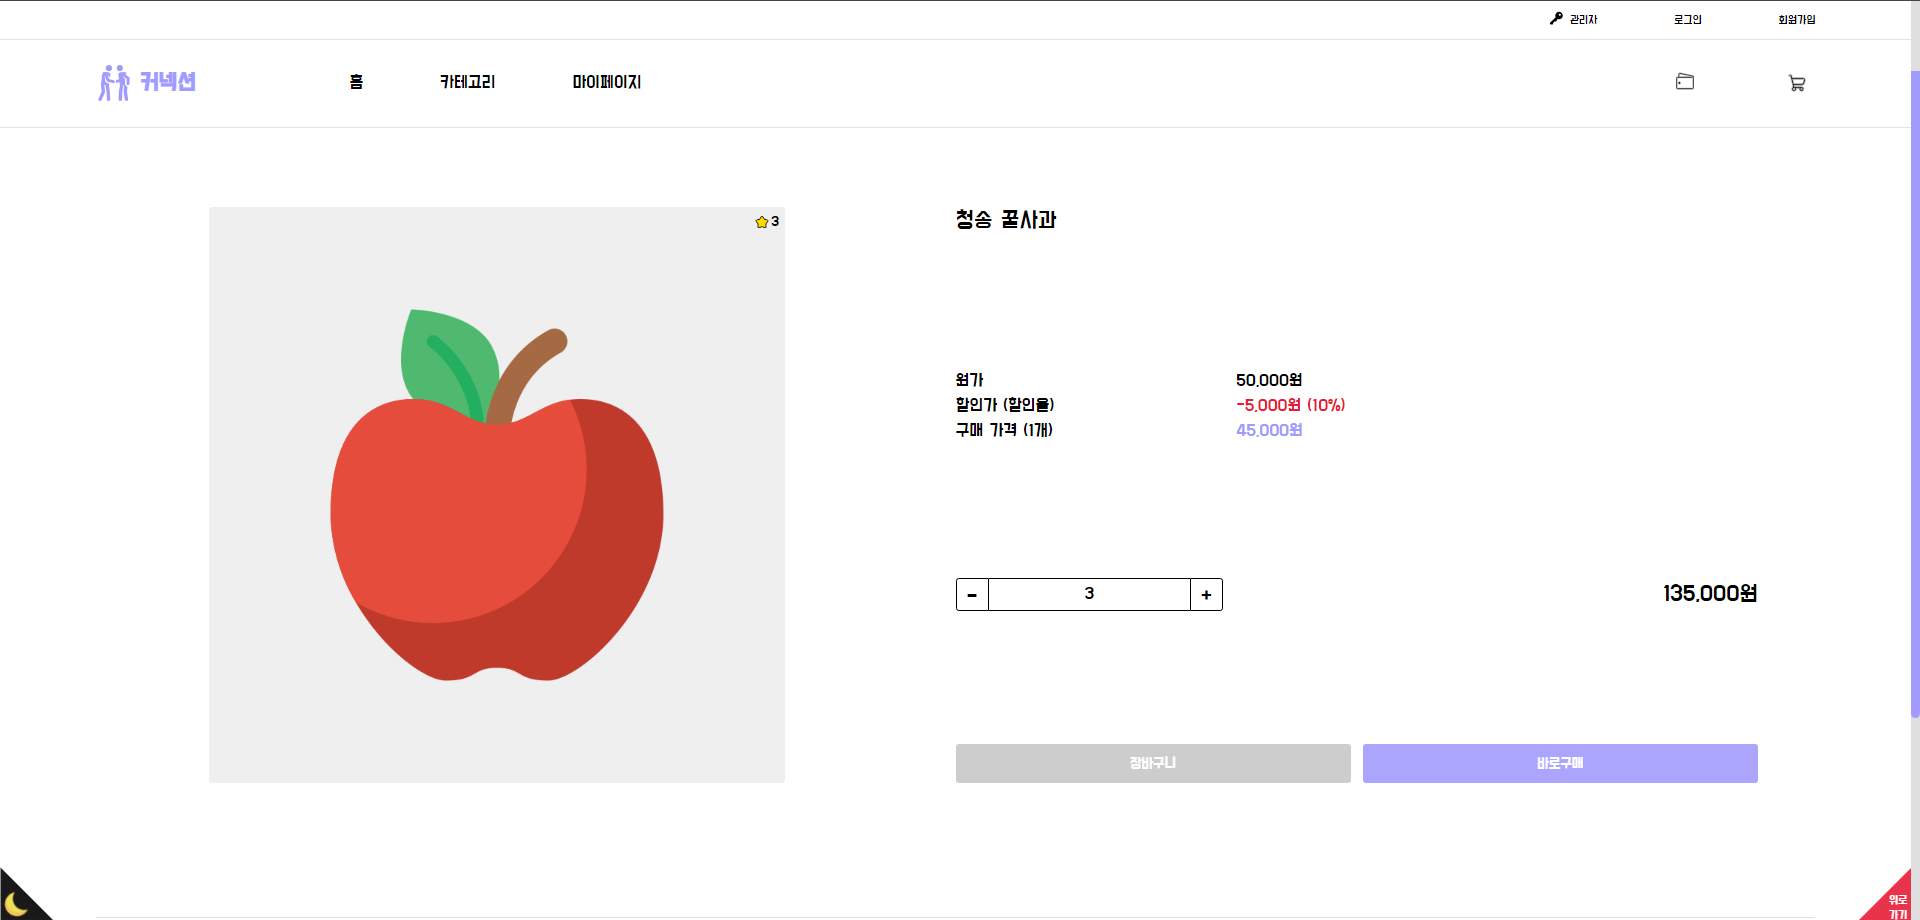 관리자 로그인 회원가입
커넥션 홈 카테고리 마이페이지
3
청송 꿀사과
원가 50,000원
할인가 (할인율) -5,000원 (10%)
구매 가격 (1개) 45,000원
- 3 + 135,000원
장바구니 바로구매
위로
가기